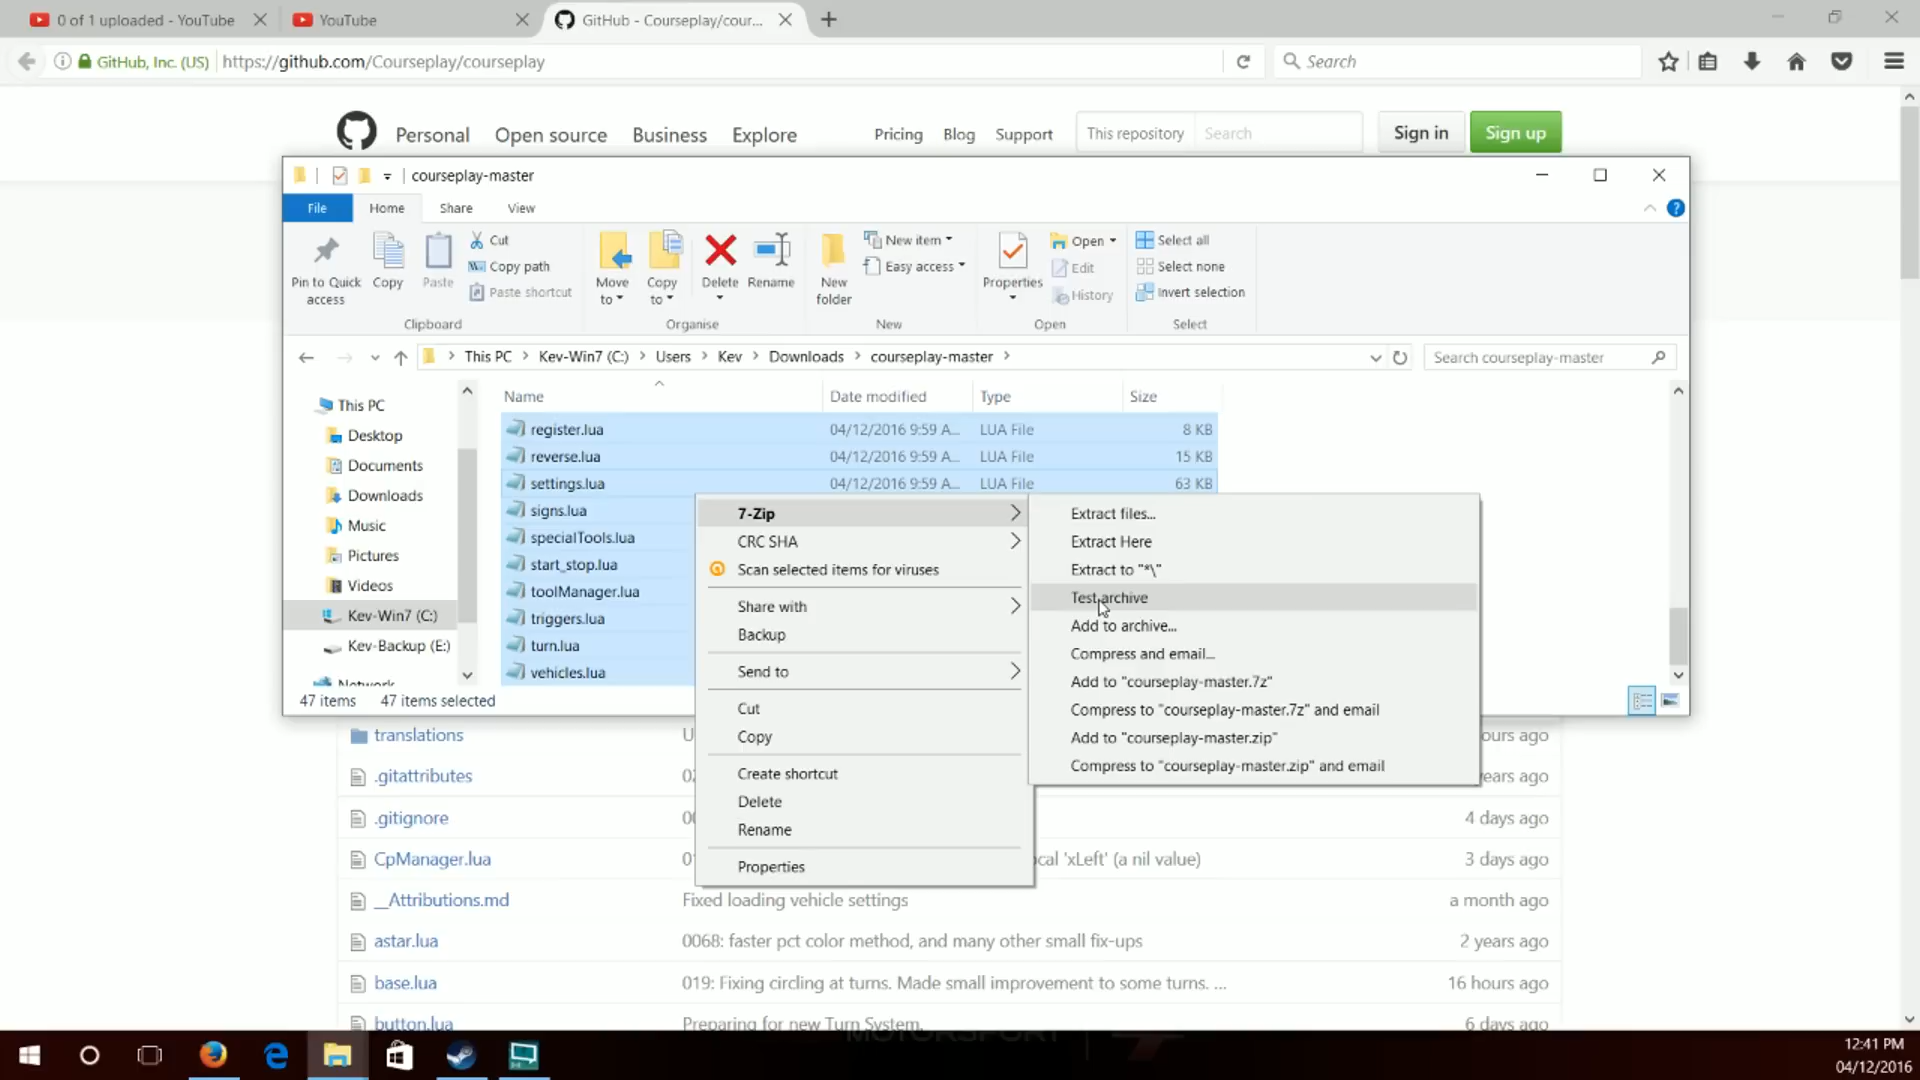 0 of 1 uploaded - YouTube
YouTube
GitHub - Courseplay/cour...
GitHub, Inc. (US)
https://github.com/Courseplay/courseplay
Search
Personal
Open source
Business
Explore
Pricing
Blog
Support
This repository
Search
Sign in
Sign up
courseplay-master
File
Home
Share
View
Pin to Quick access
Copy
Paste
Cut
Copy path
Paste shortcut
Clipboard
Move to
Copy to
Delete
Rename
Organise
New folder
New item
Easy access
New
Properties
Open
Edit
History
Open
Select all
Select none
Invert selection
Select
This PC > Kev-Win7 (C:) > Users > Kev > Downloads > courseplay-master >
Search courseplay-master
This PC
Desktop
Documents
Downloads
Music
Pictures
Videos
Kev-Win7 (C:)
Kev-Backup (E:)
Network
Name Date modified Type Size
register.lua 04/12/2016 9:59 A... LUA File 8 KB
reverse.lua 04/12/2016 9:59 A... LUA File 15 KB
settings.lua 04/12/2016 9:59 A... LUA File 63 KB
signs.lua
specialTools.lua
start_stop.lua
toolManager.lua
triggers.lua
turn.lua
vehicles.lua
47 items 47 items selected
7-Zip
CRC SHA
Scan selected items for viruses
Share with
Backup
Send to
Cut
Copy
Create shortcut
Delete
Rename
Properties
Extract files...
Extract Here
Extract to "*\"
Test archive
Add to archive...
Compress and email...
Add to "courseplay-master.7z"
Compress to "courseplay-master.7z" and email
Add to "courseplay-master.zip"
Compress to "courseplay-master.zip" and email
translations
.gitattributes
.gitignore 4 days ago
CpManager.lua 'xLeft' (a nil value) 3 days ago
__Attributions.md Fixed loading vehicle settings a month ago
astar.lua 0068: faster pct color method, and many other small fix-ups 2 years ago
base.lua 019: Fixing circling at turns. Made small improvement to some turns. ... 16 hours ago
button.lua Preparing for new Turn System. 6 days ago
MOTORSPORT
12:41 PM
04/12/2016